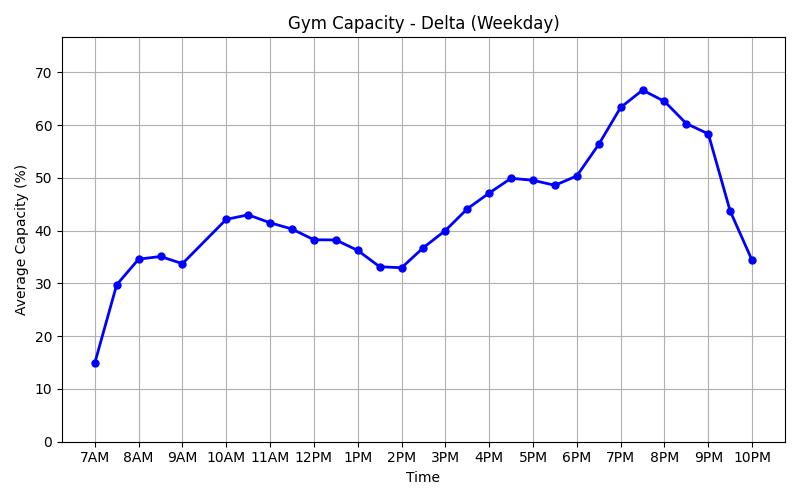 Gym Capacity - Delta (Weekday)
Average Capacity (%)
70
60
50
40
30
20
10
0
7AM 8AM 9AM 10AM 11AM 12PM 1PM 2PM 3PM 4PM 5PM 6PM 7PM 8PM 9PM 10PM
Time